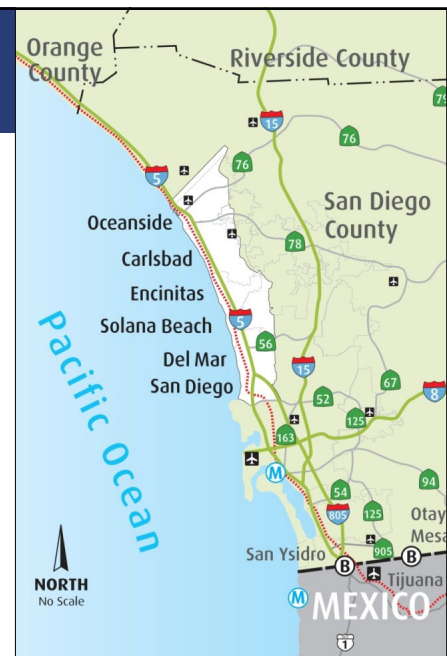 Orange
County
Riverside County
79
15
76
5
76
San Diego
County
Oceanside
78
Carlsbad
Encinitas
Solana Beach
5
56
Del Mar
15
San Diego
67
52
8
125
163
Pacific Ocean
M
94
54
805
125
Otay
Mesa
905
San Ysidro
B
B
NORTH
No Scale
Tijuana
M
MEXICO
1